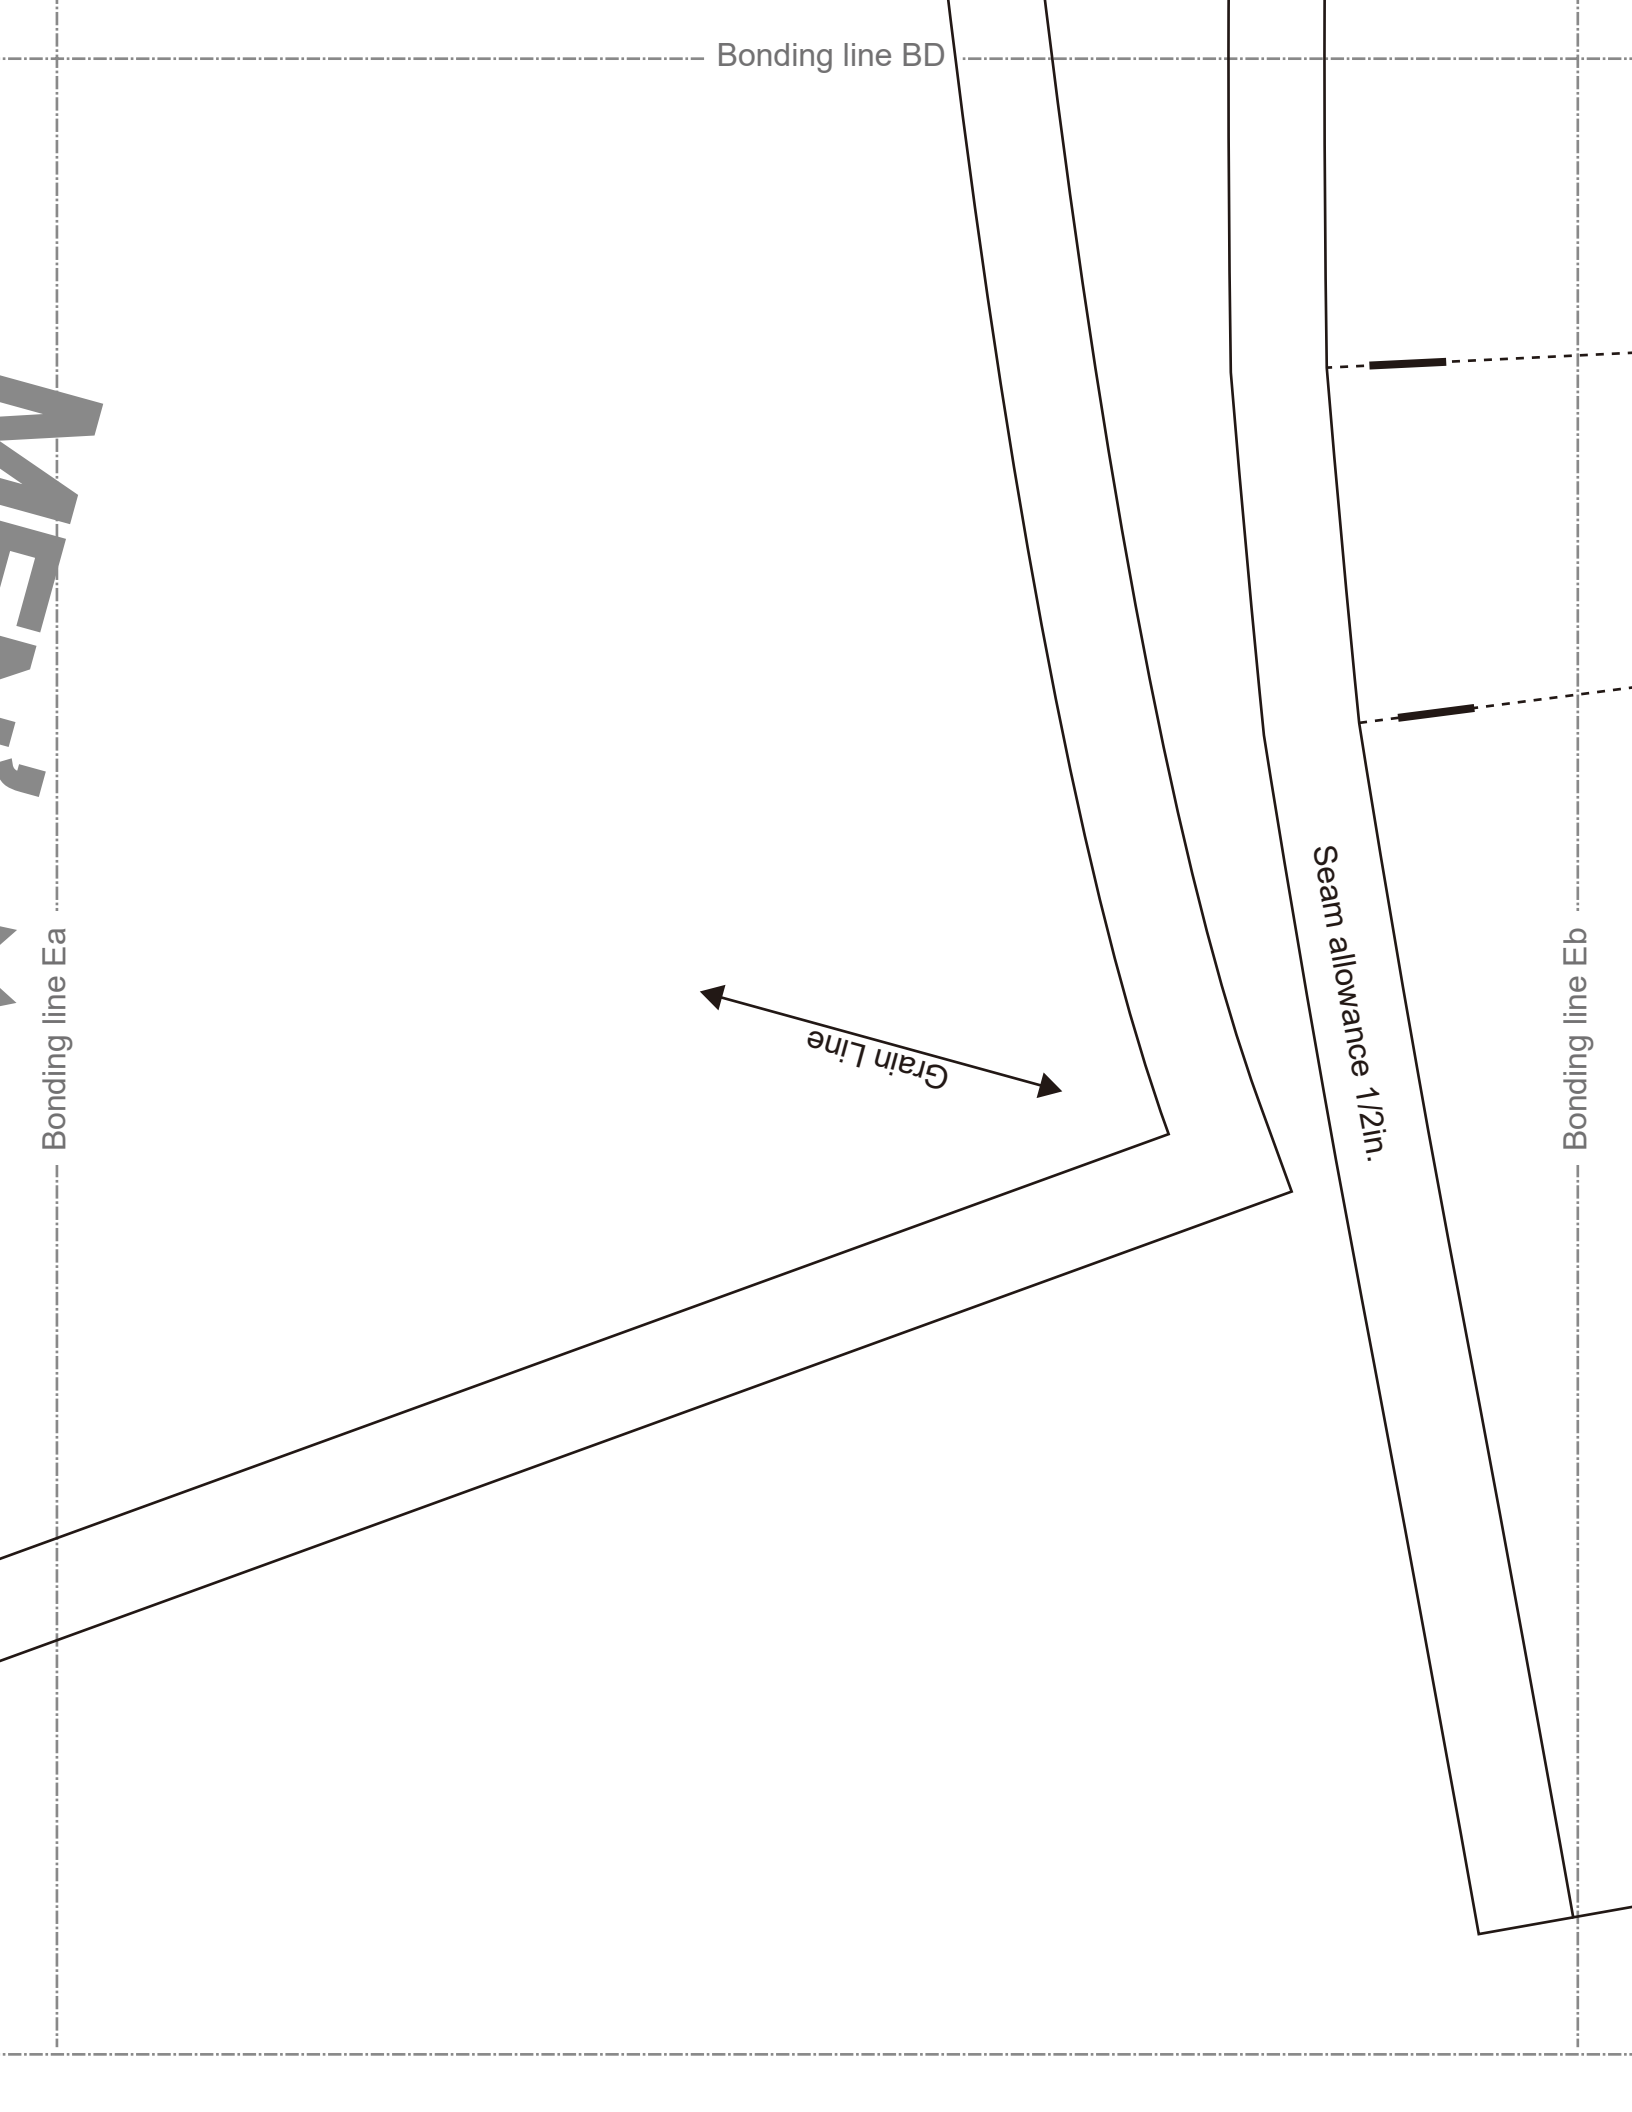 Bonding line BD
Seam allowance 1/2in.
Bonding line Ea
Bonding line Eb
Grain Line